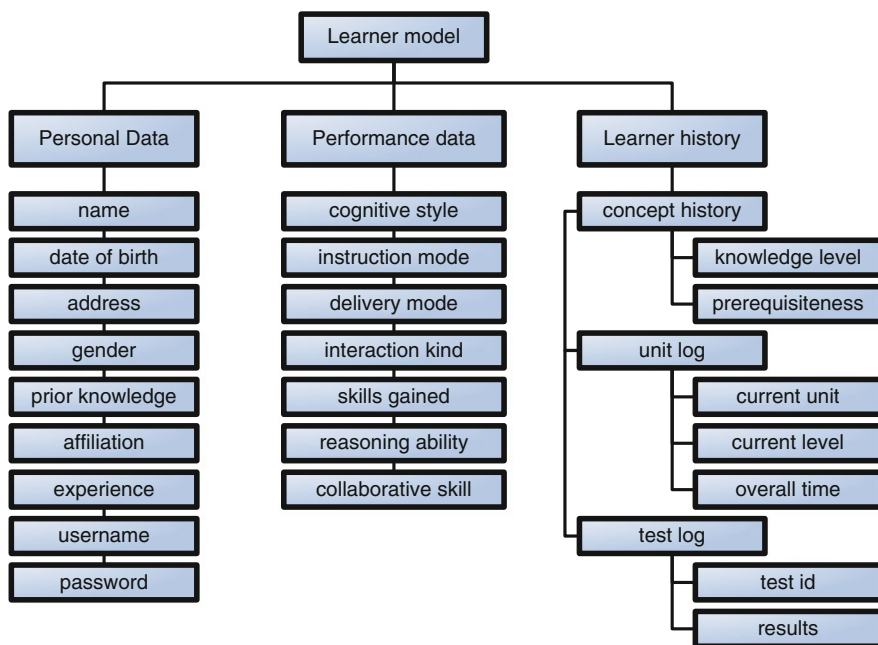 Learner model
Personal Data
name
date of birth
address
gender
prior knowledge
affiliation
experience
username
password
Performance data
cognitive style
instruction mode
delivery mode
interaction kind
skills gained
reasoning ability
collaborative skill
Learner history
concept history
knowledge level
prerequisiteness
unit log
current unit
current level
overall time
test log
test id
results